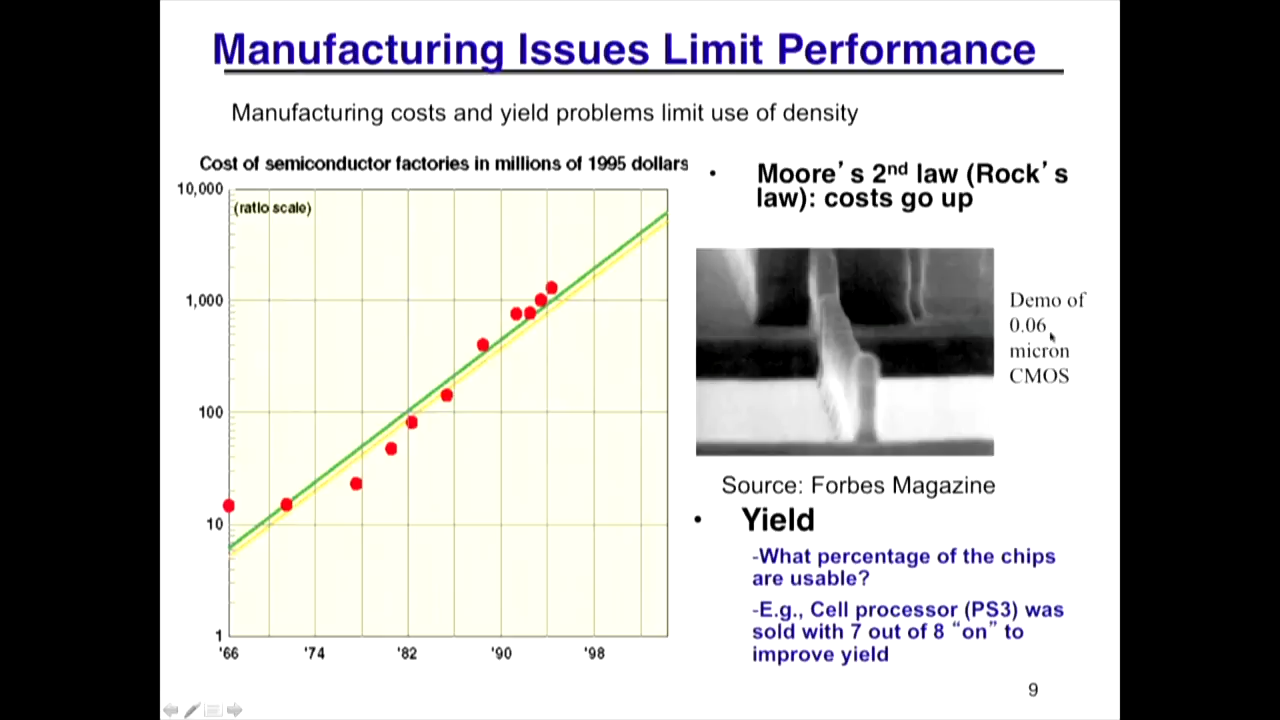 Manufacturing Issues Limit Performance
Manufacturing costs and yield problems limit use of density
Cost of semiconductor factories in millions of 1995 dollars
10,000
(ratio scale)
1,000
100
10
1
'66
'74
'82
'90
'98
• Moore's 2nd law (Rock's
law): costs go up
Demo of
0.06
micron
CMOS
Source: Forbes Magazine
• Yield
-What percentage of the chips
are usable?
-E.g., Cell processor (PS3) was
sold with 7 out of 8 “on” to
improve yield
9